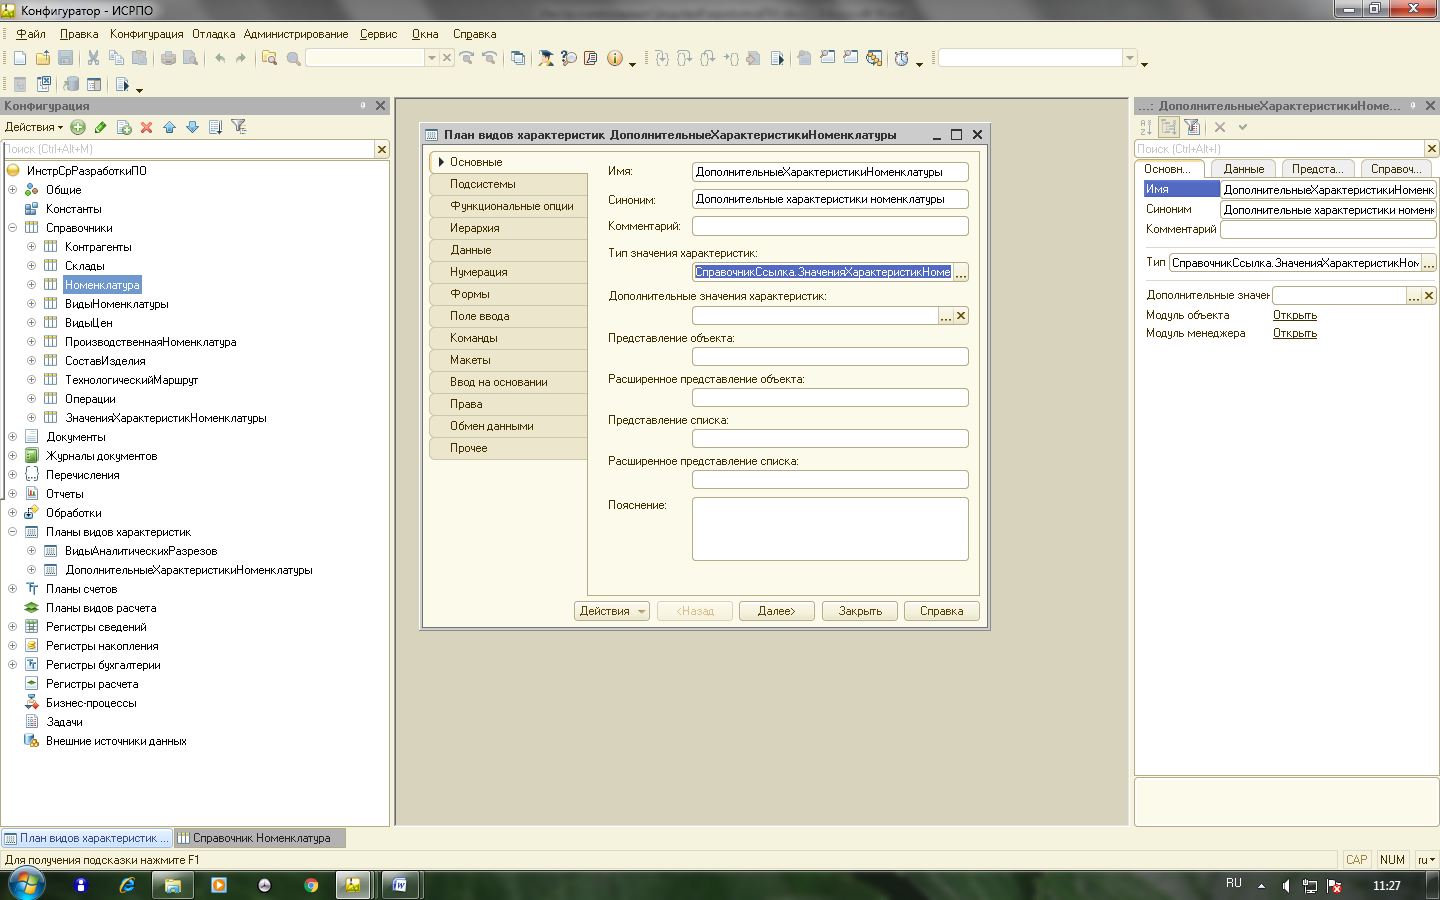 Конфигуратор - ИСРПО
Файл Правка Конфигурация Отладка Администрирование Сервис Окна Справка
Конфигурация
Действия
Поиск (Ctrl+Alt+M)
ИнстрСрРазработкиПО
Общие
Константы
Справочники
Контрагенты
Склады
Номенклатура
ВидыНоменклатуры
ВидыЦен
ПроизводственнаяНоменклатура
СоставИзделия
ТехнологическийМаршрут
Операции
ЗначенияХарактеристикНоменклатуры
Документы
Журналы документов
Перечисления
Отчеты
Обработки
Планы видов характеристик
ВидыАналитическихРазрезов
ДополнительныеХарактеристикиНоменклатуры
Планы счетов
Планы видов расчета
Регистры сведений
Регистры накопления
Регистры бухгалтерии
Регистры расчета
Бизнес-процессы
Задачи
Внешние источники данных
План видов характеристик ДополнительныеХарактеристикиНоменклатуры
Основные
Подсистемы
Функциональные опции
Иерархия
Данные
Нумерация
Формы
Поле ввода
Команды
Макеты
Ввод на основании
Права
Обмен данными
Прочее
Имя: ДополнительныеХарактеристикиНоменклатуры
Синоним: Дополнительные характеристики номенклатуры
Комментарий:
Тип значения характеристик:
СправочникСсылка.ЗначенияХарактеристикНоме ...
Дополнительные значения характеристик:
...
Представление объекта:
Расширенное представление объекта:
Представление списка:
Расширенное представление списка:
Пояснение:
Действия <Назад Далее> Закрыть Справка
...: ДополнительныеХарактеристикиНоме...
Поиск (Ctrl+Alt+I)
Основн... Данные Предста... Справоч...
Имя ДополнительныеХарактеристикиНоменк
Синоним Дополнительные характеристики номен
Комментарий
Тип СправочникСсылка.ЗначенияХарактеристикНом ...
Дополнительные значен ...
Модуль объекта Открыть
Модуль менеджера Открыть
План видов характеристик ... Справочник Номенклатура
Для получения подсказки нажмите F1 CAP NUM ru
RU 11:27